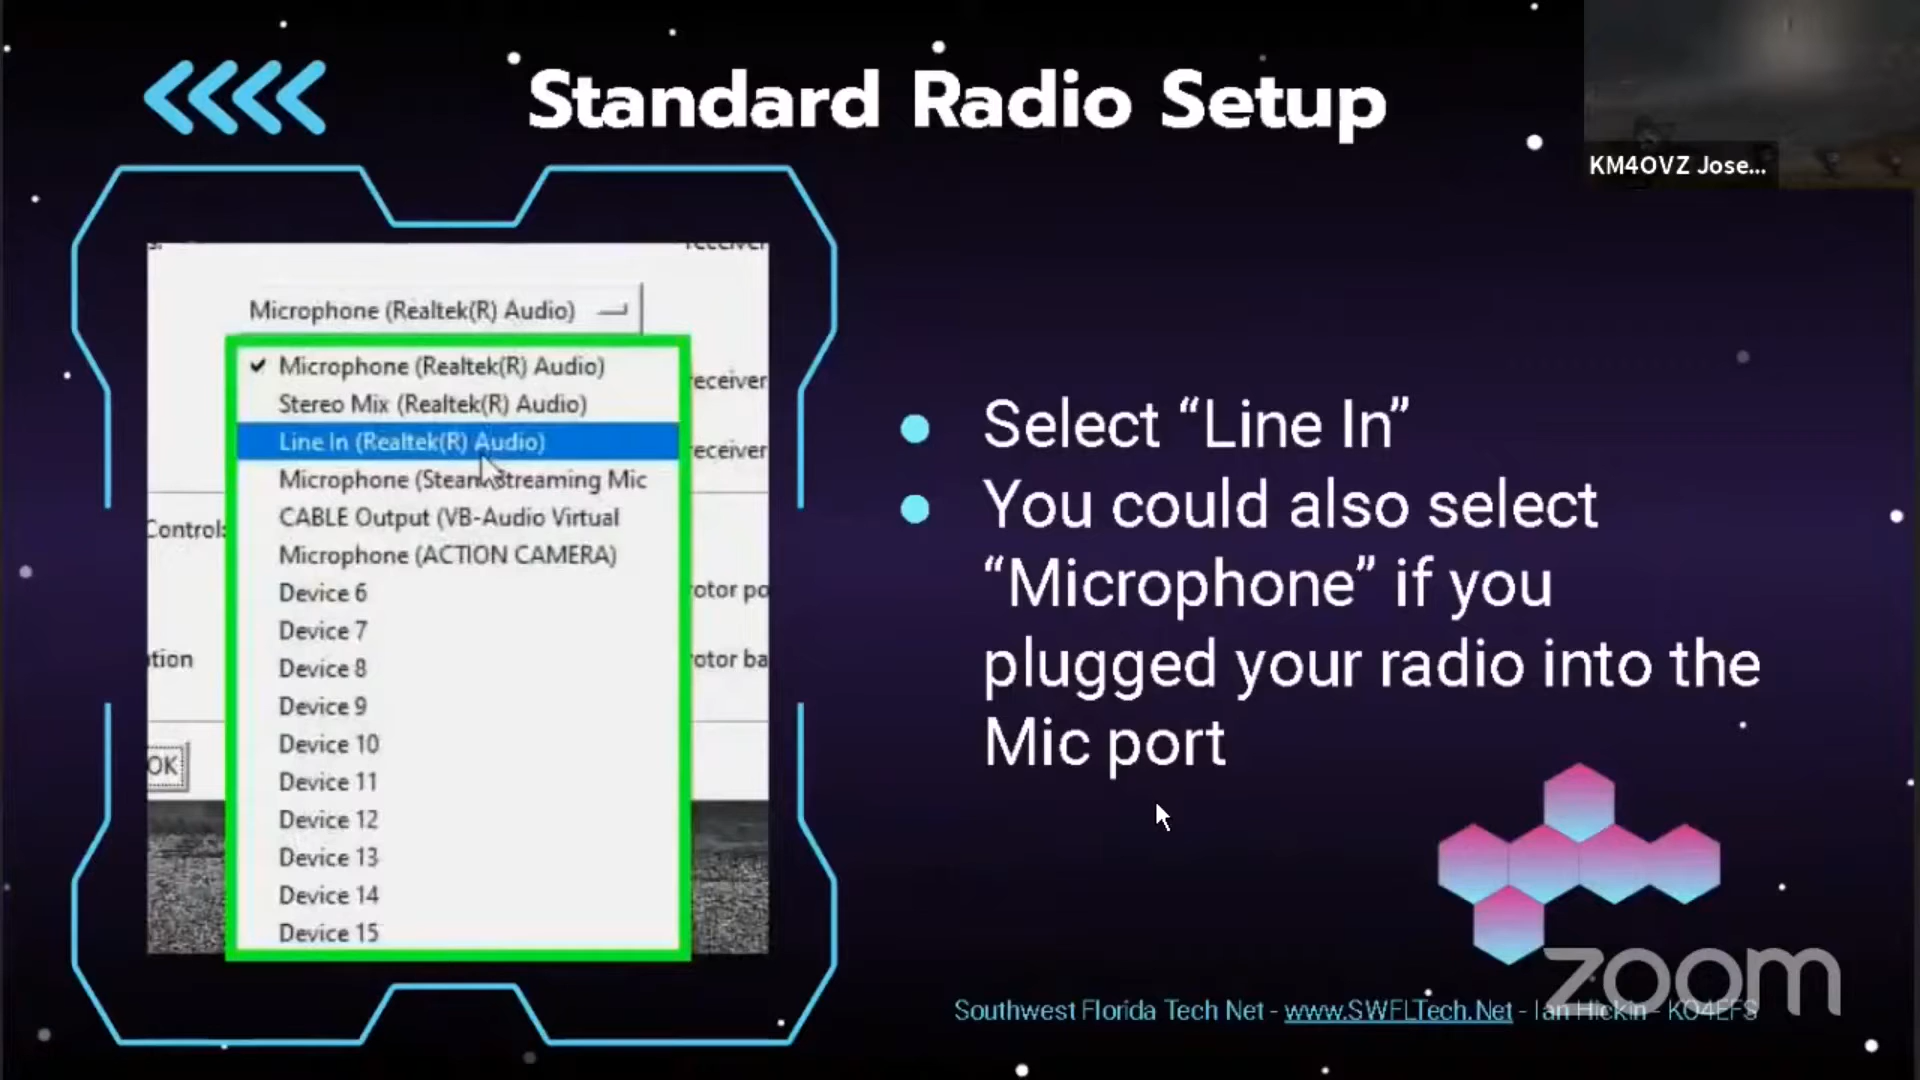 Standard Radio Setup
KM4OVZ Jose...
receiver
Microphone (Realtek(R) Audio)
✔ Microphone (Realtek(R) Audio)
Stereo Mix (Realtek(R) Audio)
receiver
Line In (Realtek(R) Audio)
receiver
Microphone (Steam Streaming Mic
CABLE Output (VB-Audio Virtual
Controls
Microphone (ACTION CAMERA)
Device 6
rotor po
Device 7
Device 8
tion
rotor ba
Device 9
Device 10
OK
Device 11
Device 12
Device 13
Device 14
Device 15
Select “Line In”
You could also select
“Microphone” if you
plugged your radio into the
Mic port
zoom
Southwest Florida Tech Net - www.SWFLTech.Net - Ian Hickin - KO4EFS